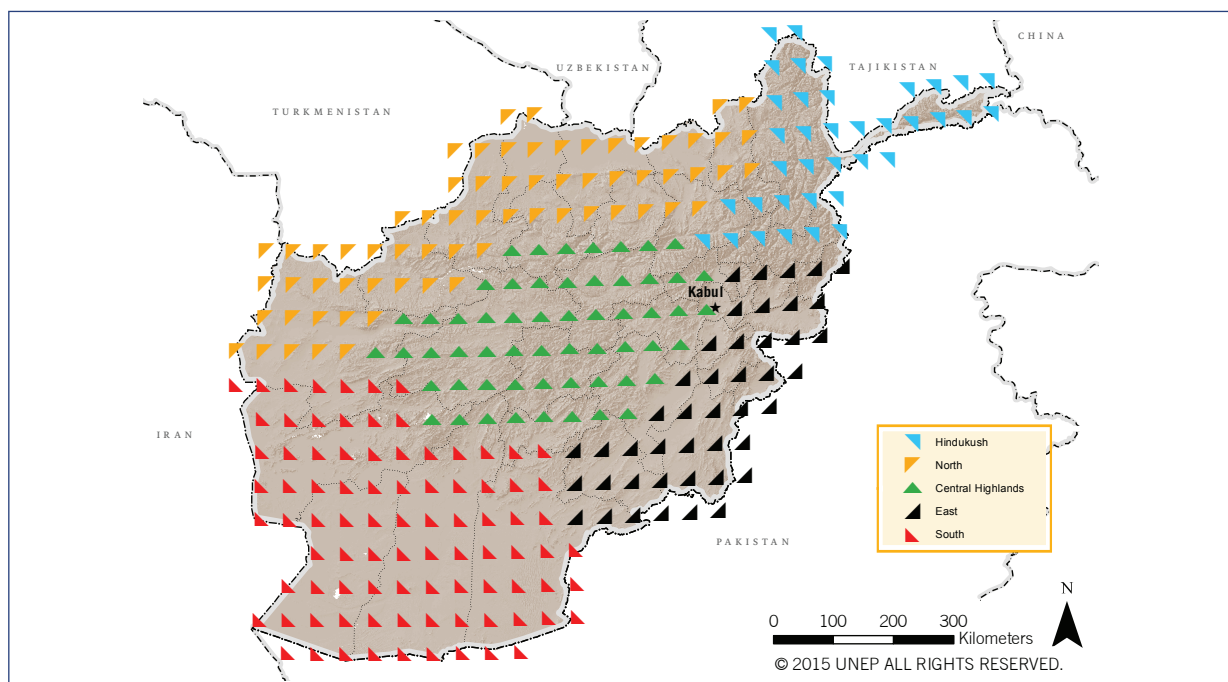 CHINA
UZBEKISTAN
TAJIKISTAN
TURKMENISTAN
Kabul
IRAN
Hindukush
North
Central Highlands
East
South
PAKISTAN
N
0 100 200 300
Kilometers
© 2015 UNEP ALL RIGHTS RESERVED.